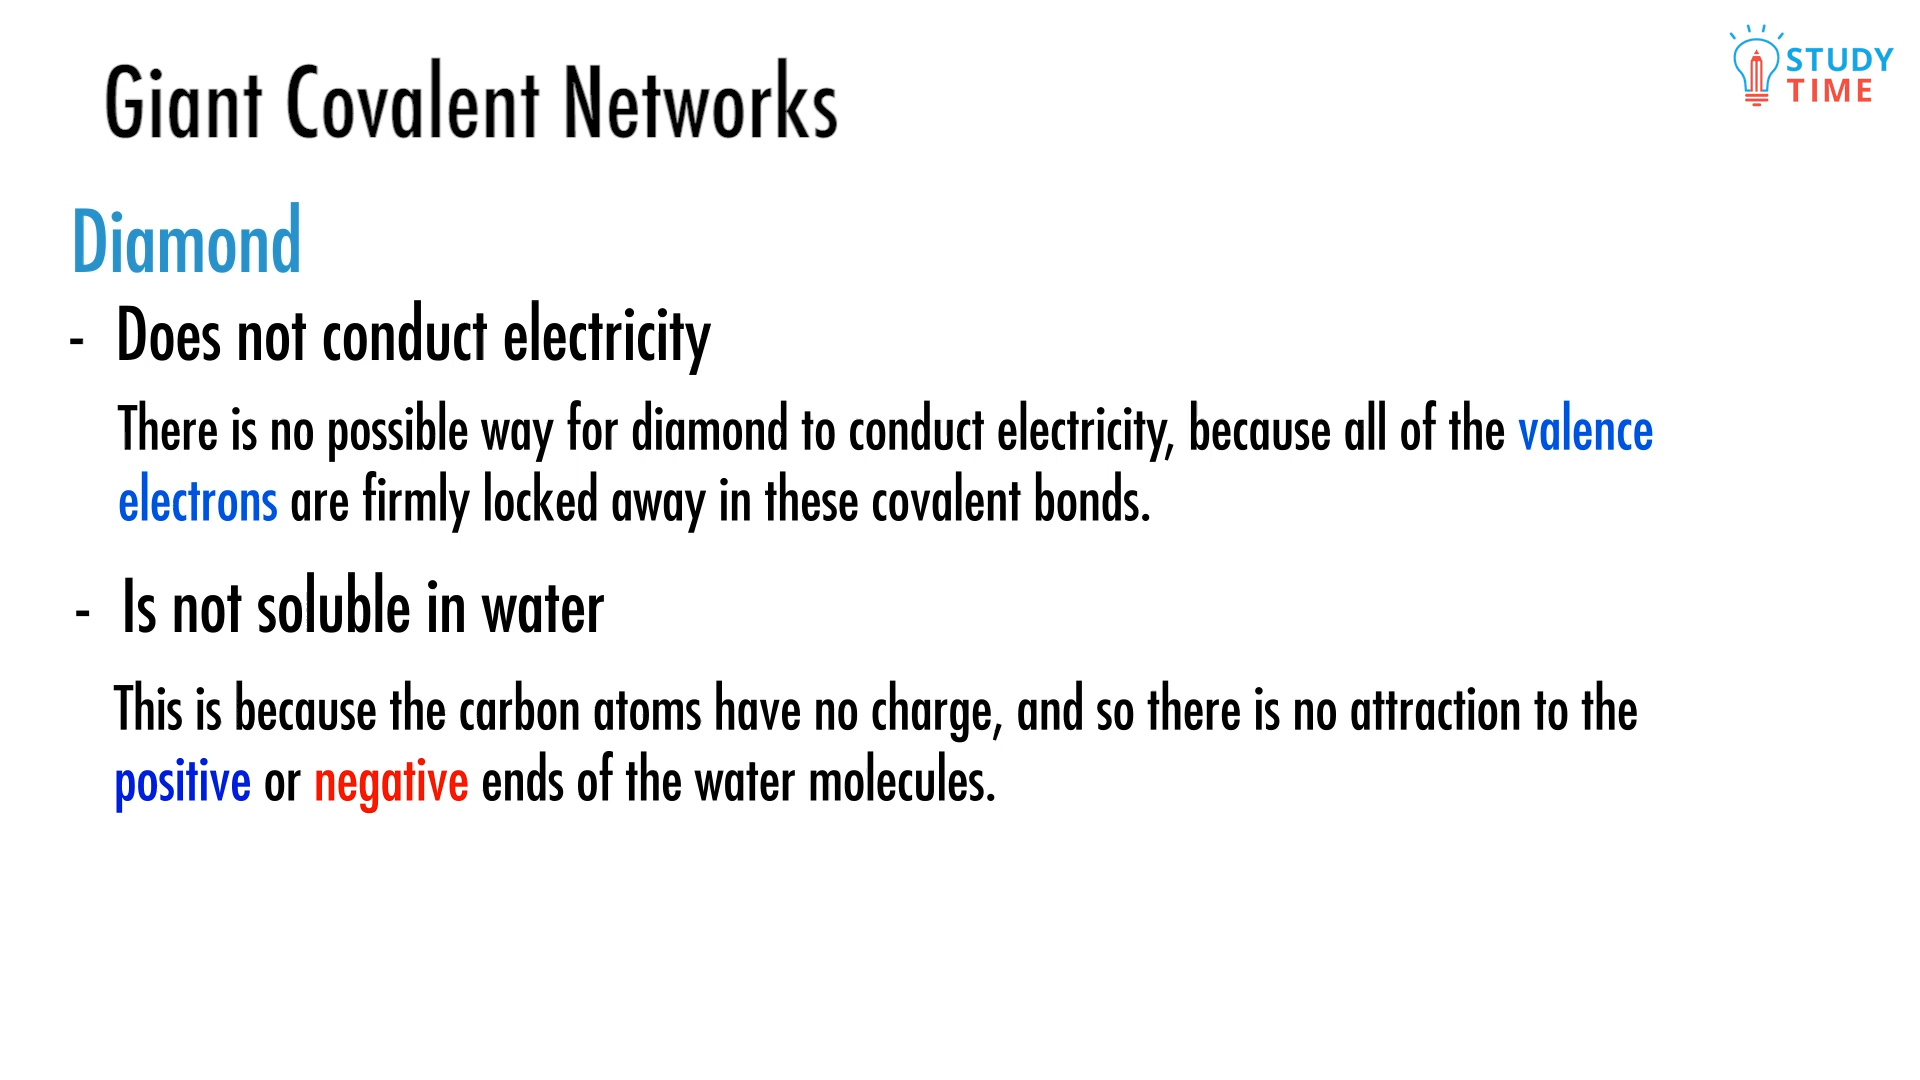 STUDY
TIME
Giant Covalent Networks
Diamond
- Does not conduct electricity
There is no possible way for diamond to conduct electricity, because all of the valence
electrons are firmly locked away in these covalent bonds.
- Is not soluble in water
This is because the carbon atoms have no charge, and so there is no attraction to the
positive or negative ends of the water molecules.